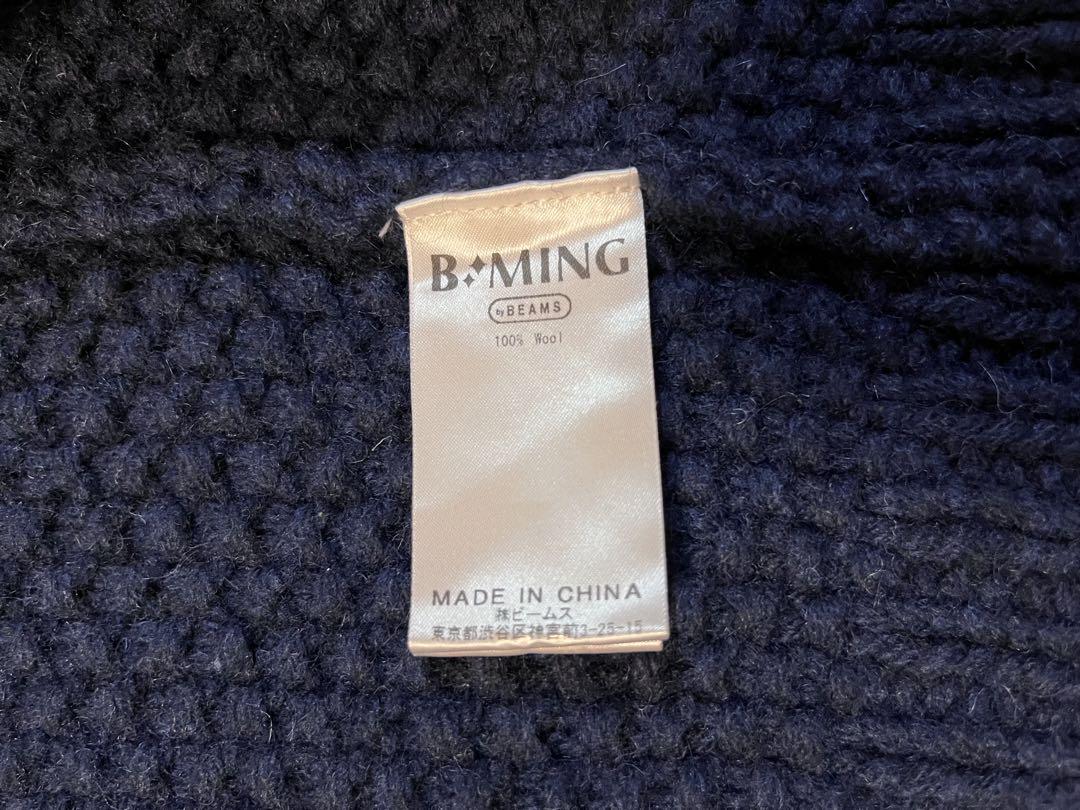 B MING
by BEAMS
100% Wool
MADE IN CHINA
㈱ビームス
東京都渋谷区神宮前3-25-15